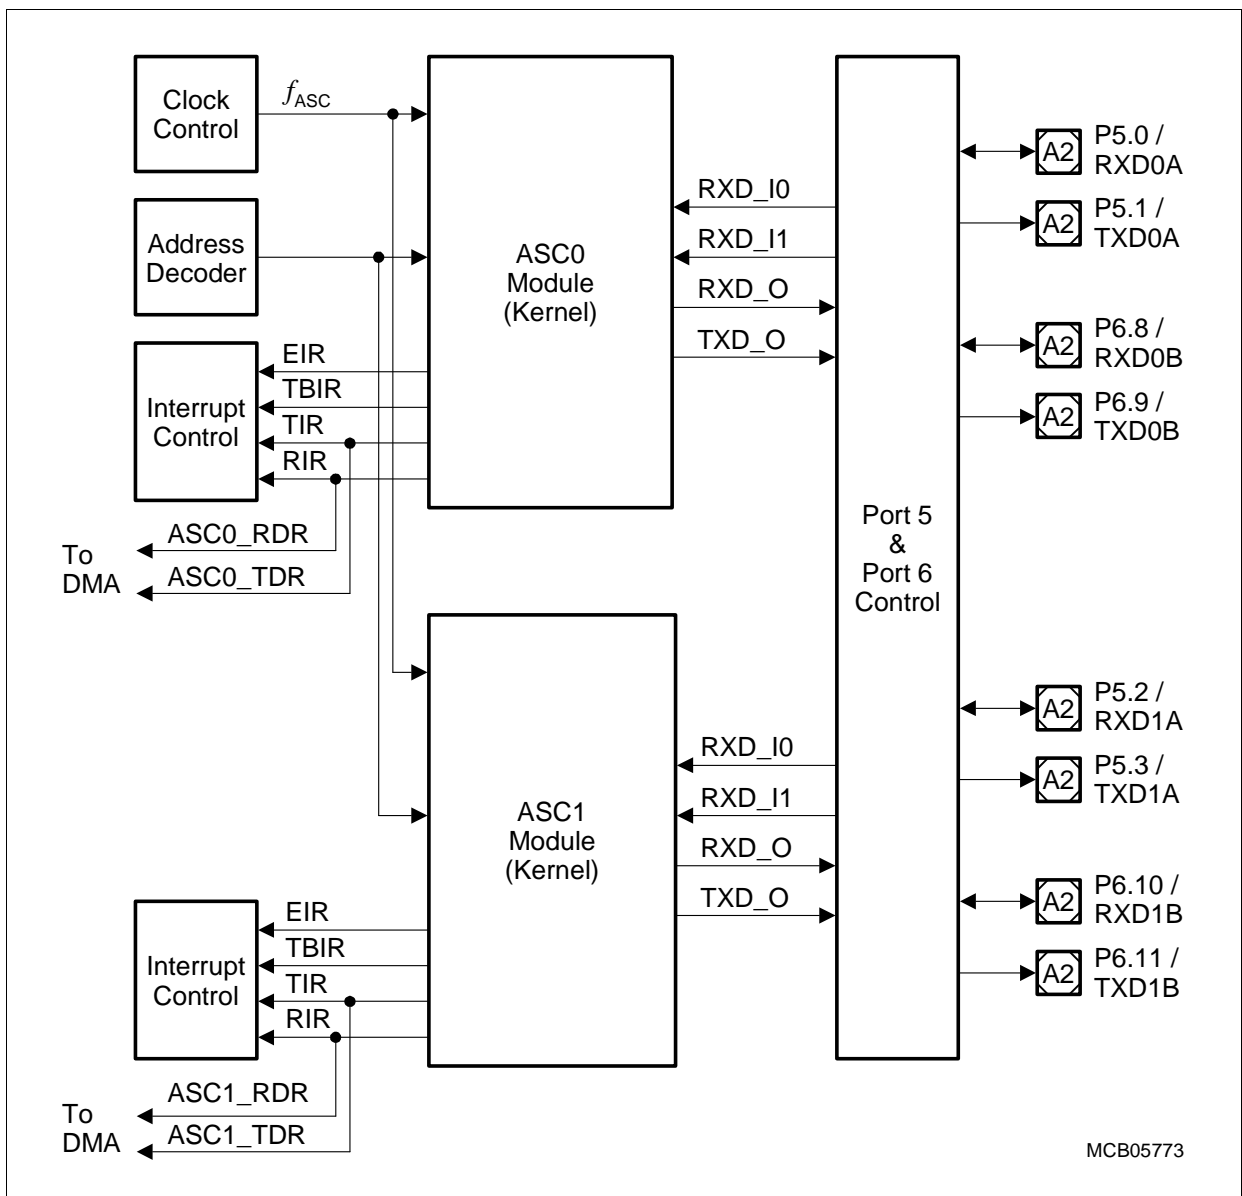 Clock
Control
f ASC
Address
Decoder
Interrupt
Control
EIR
TBIR
TIR
RIR
To
DMA
ASC0_RDR
ASC0_TDR
ASC0
Module
(Kernel)
RXD_I0
RXD_I1
RXD_O
TXD_O
Port 5
&
Port 6
Control
A2
P5.0 /
RXD0A
A2
P5.1 /
TXD0A
A2
P6.8 /
RXD0B
A2
P6.9 /
TXD0B
ASC1
Module
(Kernel)
RXD_I0
RXD_I1
RXD_O
TXD_O
A2
P5.2 /
RXD1A
A2
P5.3 /
TXD1A
A2
P6.10 /
RXD1B
A2
P6.11 /
TXD1B
Interrupt
Control
EIR
TBIR
TIR
RIR
To
DMA
ASC1_RDR
ASC1_TDR
MCB05773